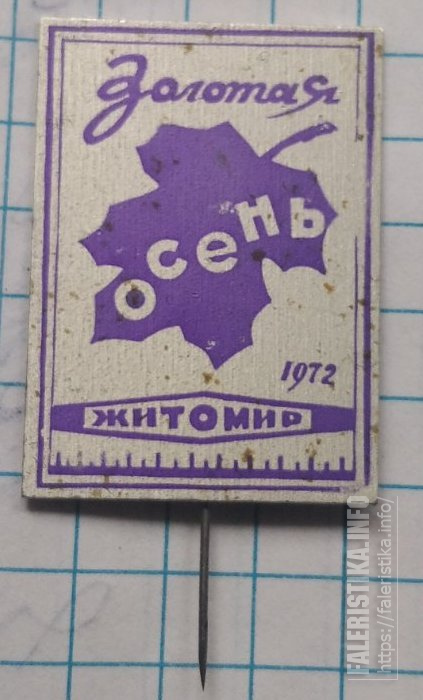 Золотая
осень
1972
ЖИТОМИР
FALERISTIKA.INFO
https://faleristika.info/